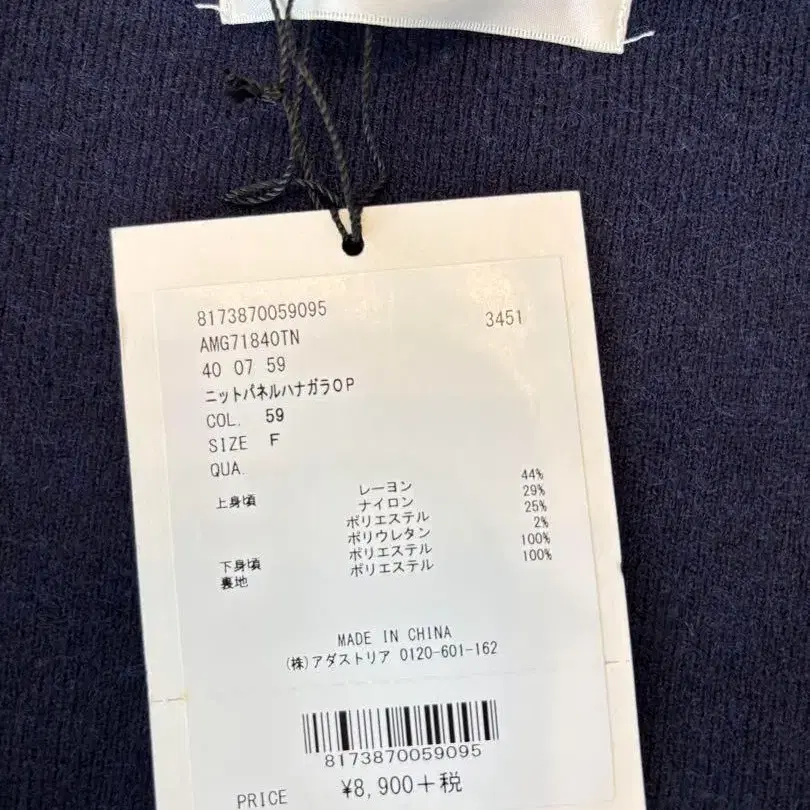 8173870059095 3451
AMG71840TN
40 07 59
ニットパネルハナガラOP
COL. 59
SIZE F
QUA.
上身頃 レーヨン 44%
ナイロン 29%
ポリエステル 25%
ポリウレタン 2%
下身頃 ポリエステル 100%
裏地 ポリエステル 100%
MADE IN CHINA
(株)アダストリア 0120-601-162
8173870059095
PRICE ¥8,900+税